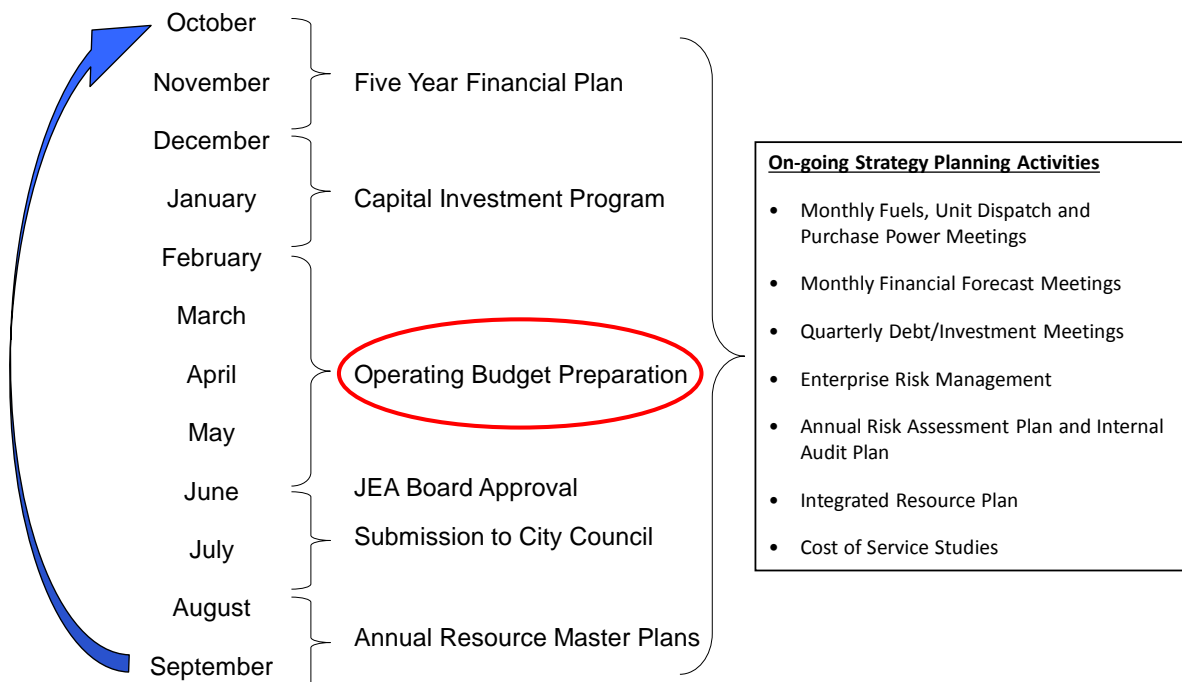 October
November
Five Year Financial Plan
December
January
Capital Investment Program
February
March
April
Operating Budget Preparation
May
June
JEA Board Approval
July
Submission to City Council
August
September
Annual Resource Master Plans
On-going Strategy Planning Activities
• Monthly Fuels, Unit Dispatch and
Purchase Power Meetings
• Monthly Financial Forecast Meetings
• Quarterly Debt/Investment Meetings
• Enterprise Risk Management
• Annual Risk Assessment Plan and Internal
Audit Plan
• Integrated Resource Plan
• Cost of Service Studies